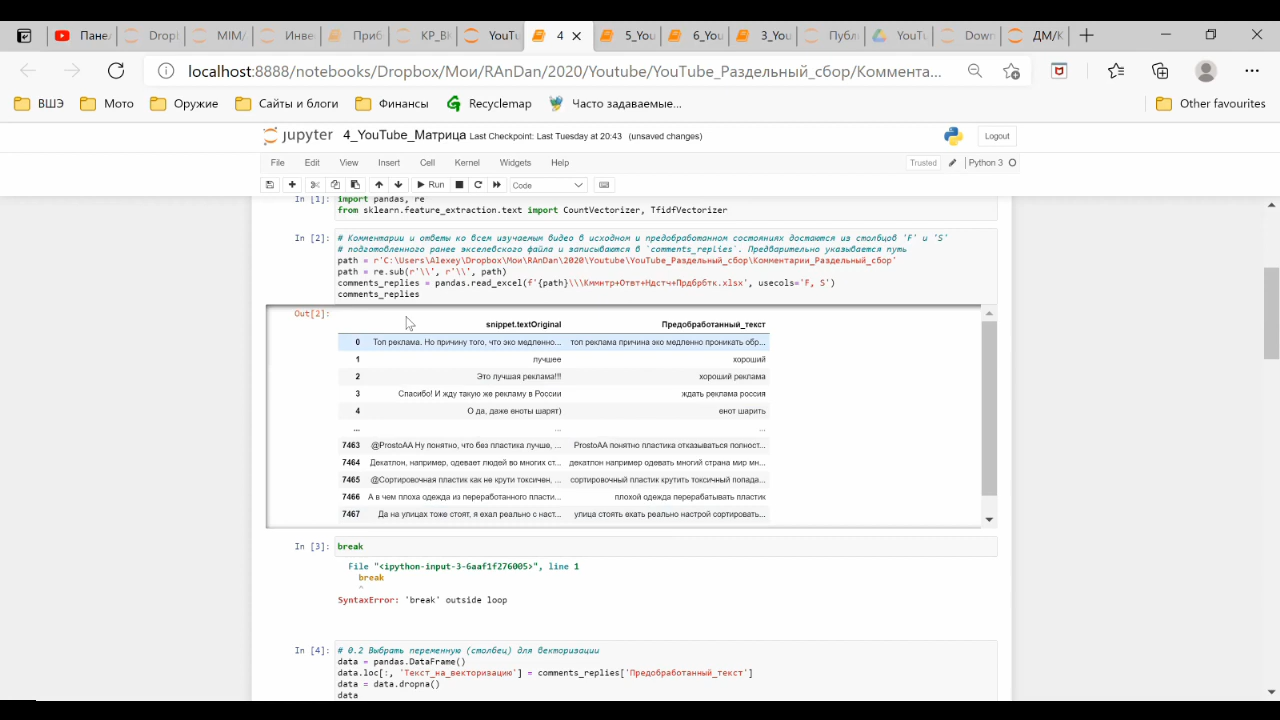 Панел
DropL
MIM/
Инве
Приб
КР_ВК
YouTu
4
5_You
6_You
3_You
Публ
YouTu
Down
ДМ/К
localhost:8888/notebooks/Dropbox/Мои/RAnDan/2020/Youtube/YouTube_Раздельный_сбор/Коммента...
ВШЭ
Мото
Оружие
Сайты и блоги
Финансы
Recyclemap
Часто задаваемые...
Other favourites
jupyter 4_YouTube_Матрица Last Checkpoint: Last Tuesday at 20:43 (unsaved changes)
Logout
File Edit View Insert Cell Kernel Widgets Help
Trusted
Python 3
Run
Code
In [1]: import pandas, re
from sklearn.feature_extraction.text import CountVectorizer, TfidfVectorizer
In [2]: # Комментарии и ответы ко всем изучаемым видео в исходном и предобработанном состояниях достаются из столбцов 'F' и 'S'
# подготовленного ранее экселевского файла и записываются в `comments_replies`. Предварительно указывается путь
path = r'C:\Users\Alexey\Dropbox\Мои\RAnDan\2020\Youtube\YouTube_Раздельный_сбор\Комментарии_Раздельный_сбор'
path = re.sub(r'\\', r'\\', path)
comments_replies = pandas.read_excel(f'{path}\\\Кммнтр+Отвт+Ндстч+Прдбрбтк.xlsx', usecols='F, S')
comments_replies
Out[2]:
snippet.textOriginal Предобработанный_текст
0 Топ реклама. Но причину того, что эко медленно... топ реклама причина эко медленно проникать обр...
1 лучшее хороший
2 Это лучшая реклама!!! хороший реклама
3 Спасибо! И жду такую же рекламу в России ждать реклама россия
4 О да, даже еноты шарят) енот шарить
... ... ...
7463 @ProstoAA Ну понятно, что без пластика лучше, ... ProstoAA понятно пластика отказываться полност...
7464 Декатлон, например, одевает людей во многих ст... декатлон например одевать многий страна мир мн...
7465 @Сортировочная пластик как не крути токсичен, ... сортировочный пластик крутить токсичный попада...
7466 А в чем плоха одежда из переработанного пласти... плохой одежда перерабатывать пластик
7467 Да на улицах тоже стоят, я ехал реально с наст... улица стоять ехать реально настрой сортировать...
In [3]: break
File "<ipython-input-3-6aaf1f276005>", line 1
break
^
SyntaxError: 'break' outside loop
In [4]: # 0.2 Выбрать переменную (столбец) для векторизации
data = pandas.DataFrame()
data.loc[:, 'Текст_на_векторизацию'] = comments_replies['Предобработанный_текст']
data = data.dropna()
data